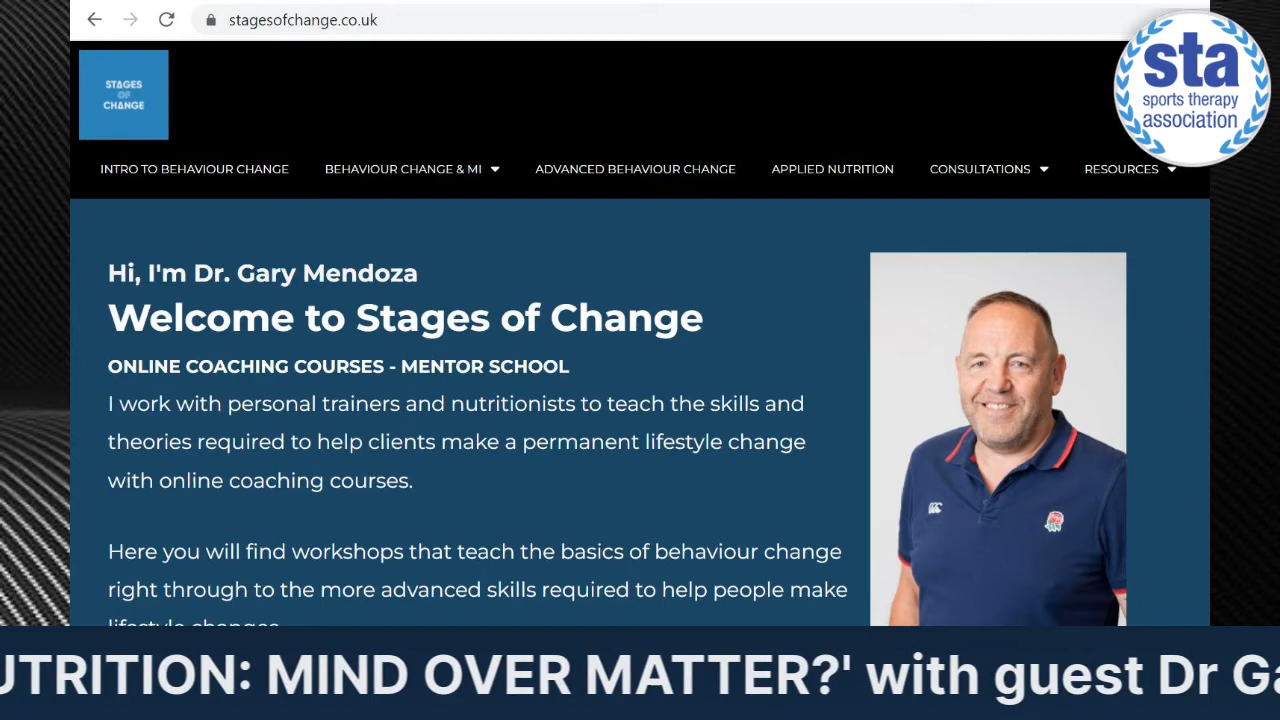 stagesofchange.co.uk
sta
sports therapy
association
STAGES
OF
CHANGE
INTRO TO BEHAVIOUR CHANGE BEHAVIOUR CHANGE & MI ADVANCED BEHAVIOUR CHANGE APPLIED NUTRITION CONSULTATIONS RESOURCES
Hi, I'm Dr. Gary Mendoza
Welcome to Stages of Change
ONLINE COACHING COURSES - MENTOR SCHOOL
I work with personal trainers and nutritionists to teach the skills and
theories required to help clients make a permanent lifestyle change
with online coaching courses.
Here you will find workshops that teach the basics of behaviour change
right through to the more advanced skills required to help people make
lifestyle changes
UTRITION: MIND OVER MATTER?' with guest Dr Ga